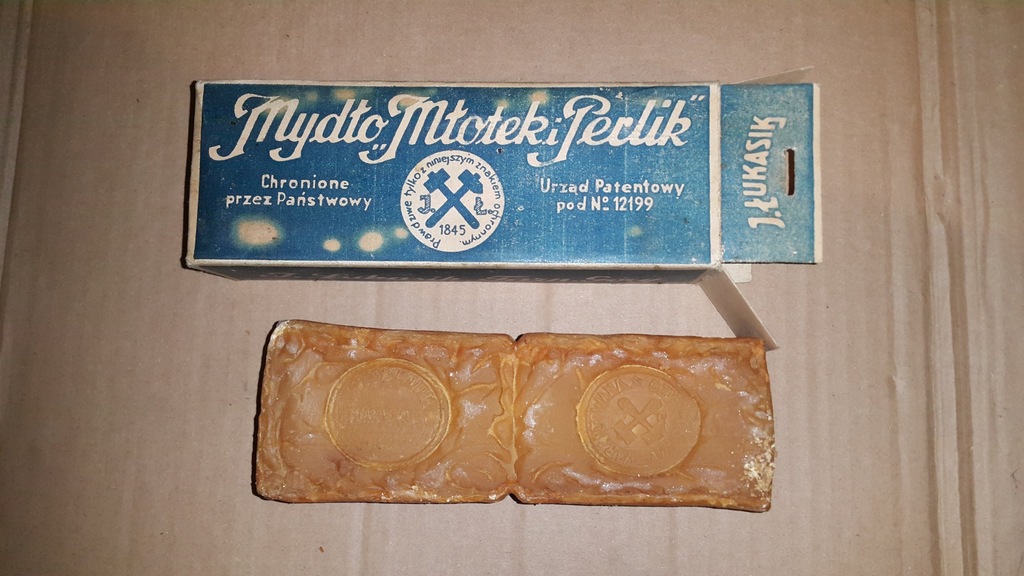 Mydło „Młotek i Perlik"
Chronione
przez Państwowy
Prawdziwe tylko z niniejszym znakiem ochronnym.
J. Ł.
1845
Urząd Patentowy
pod No 12199
J. ŁUKASIK